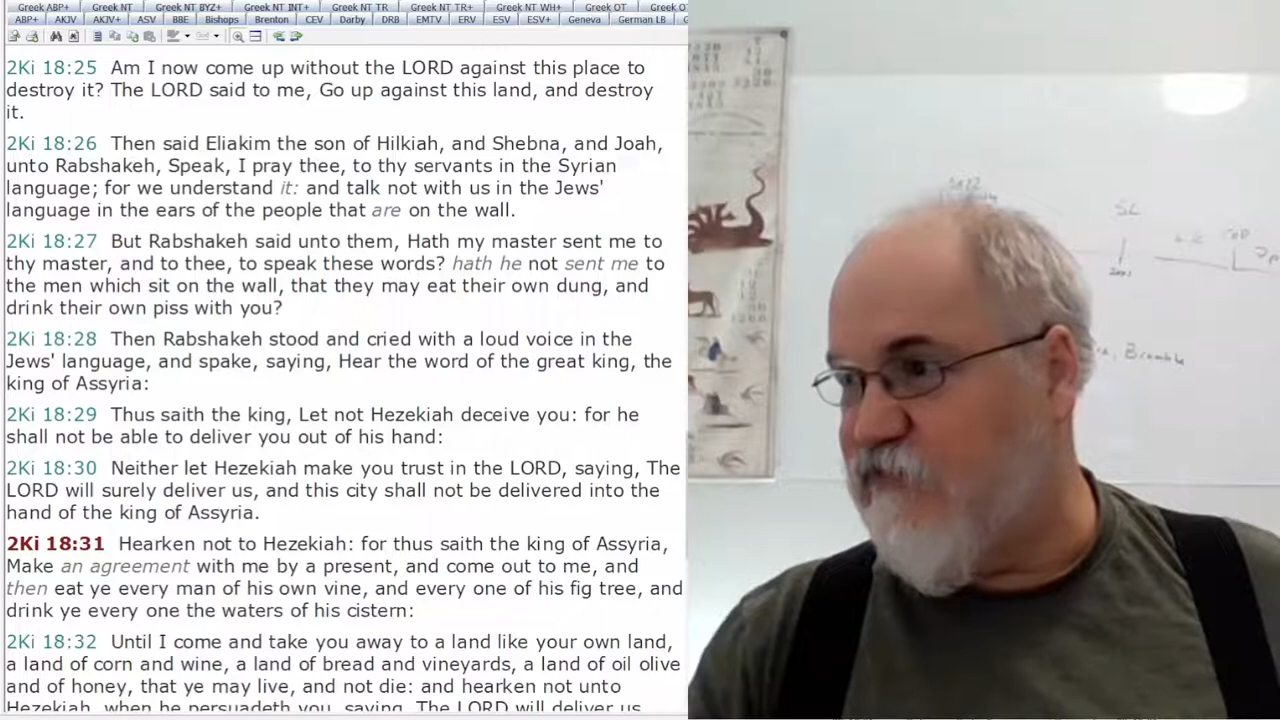 Greek ABP+ Greek NT Greek NT BYZ+ Greek NT INT+ Greek NT TR Greek NT TR+ Greek NT WH+ Greek OT Greek O
ABP+ AKJV AKJV+ ASV BBE Bishops Brenton CEV Darby DRB EMTV ERV ESV ESV+ Geneva German LB G
2Ki 18:25 Am I now come up without the LORD against this place to
destroy it? The LORD said to me, Go up against this land, and destroy
it.
2Ki 18:26 Then said Eliakim the son of Hilkiah, and Shebna, and Joah,
unto Rabshakeh, Speak, I pray thee, to thy servants in the Syrian
language; for we understand it: and talk not with us in the Jews'
language in the ears of the people that are on the wall.
2Ki 18:27 But Rabshakeh said unto them, Hath my master sent me to
thy master, and to thee, to speak these words? hath he not sent me to
the men which sit on the wall, that they may eat their own dung, and
drink their own piss with you?
2Ki 18:28 Then Rabshakeh stood and cried with a loud voice in the
Jews' language, and spake, saying, Hear the word of the great king, the
king of Assyria:
2Ki 18:29 Thus saith the king, Let not Hezekiah deceive you: for he
shall not be able to deliver you out of his hand:
2Ki 18:30 Neither let Hezekiah make you trust in the LORD, saying, The
LORD will surely deliver us, and this city shall not be delivered into the
hand of the king of Assyria.
2Ki 18:31 Hearken not to Hezekiah: for thus saith the king of Assyria,
Make an agreement with me by a present, and come out to me, and
then eat ye every man of his own vine, and every one of his fig tree, and
drink ye every one the waters of his cistern:
2Ki 18:32 Until I come and take you away to a land like your own land,
a land of corn and wine, a land of bread and vineyards, a land of oil olive
and of honey, that ye may live, and not die: and hearken not unto
Hezekiah, when he persuadeth you, saying, The LORD will deliver us.
SL
Bramble